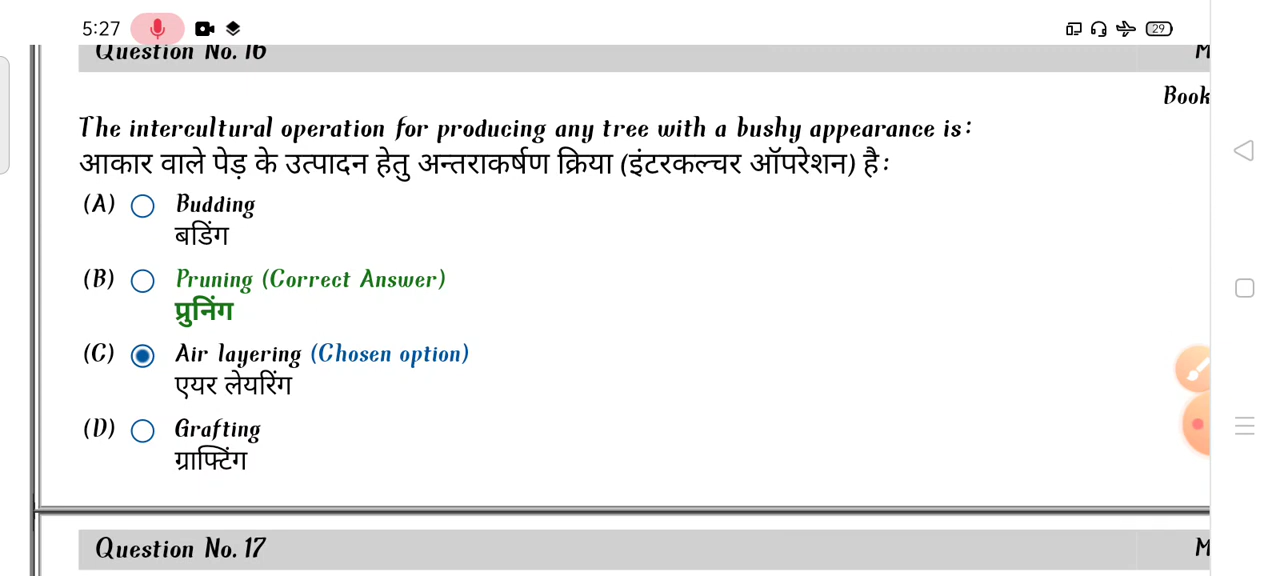 5:27
29
Question No. 16
M
Book
The intercultural operation for producing any tree with a bushy appearance is:
आकार वाले पेड़ के उत्पादन हेतु अन्तराकर्षण क्रिया (इंटरकल्चर ऑपरेशन) है:
(A) Budding
बडिंग
(B) Pruning (Correct Answer)
प्रुनिंग
(C) Air layering (Chosen option)
एयर लेयरिंग
(D) Grafting
ग्राफ्टिंग
Question No. 17
M